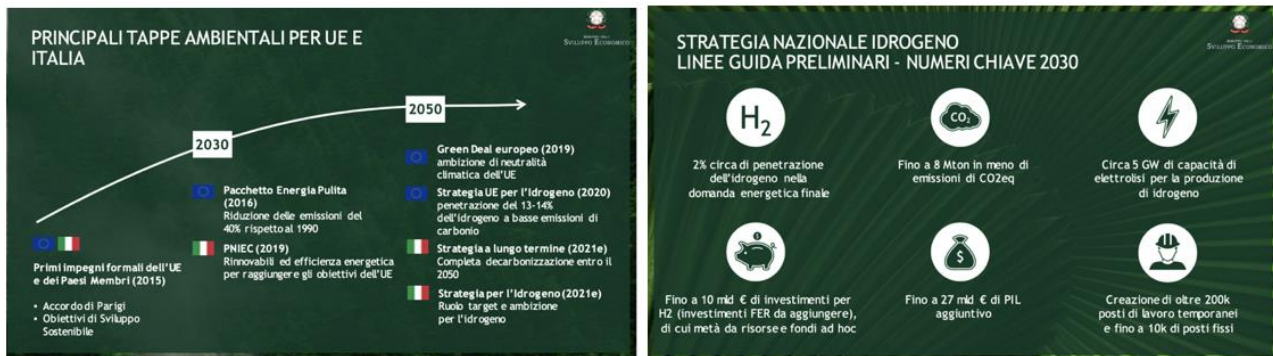 PRINCIPALI TAPPE AMBIENTALI PER UE E
ITALIA
SVILUPPO ECONOMICO
2030
2050
Primi impegni formali dell'UE
e dei Paesi Membri (2015)
• Accordo di Parigi
• Obiettivi di Sviluppo
Sostenibile
Pacchetto Energia Pulita
(2016)
Riduzione delle emissioni del
40% rispetto al 1990
PNIEC (2019)
Rinnovabili ed efficienza energetica
per raggiungere gli obiettivi dell'UE
Green Deal europeo (2019)
ambizione di neutralità
climatica dell'UE
Strategia UE per l'Idrogeno (2020)
penetrazione del 13-14%
dell'idrogeno a basse emissioni di
carbonio
Strategia a lungo termine (2021e)
Completa decarbonizzazione entro il
2050
Strategia per l'Idrogeno (2021e)
Ruolo target e ambizione
per l'idrogeno
STRATEGIA NAZIONALE IDROGENO
LINEE GUIDA PRELIMINARI - NUMERI CHIAVE 2030
SVILUPPO ECONOMICO
H2
2% circa di penetrazione
dell'idrogeno nella
domanda energetica finale
CO2
Fino a 8 Mton in meno di
emissioni di CO2eq
Circa 5 GW di capacità di
elettrolisi per la produzione
di idrogeno
$
Fino a 10 mld € di investimenti per
H2 (investimenti FER da aggiungere),
di cui metà da risorse e fondi ad hoc
$
Fino a 27 mld € di PIL
aggiuntivo
Creazione di oltre 200k
posti di lavoro temporanei
e fino a 10k di posti fissi